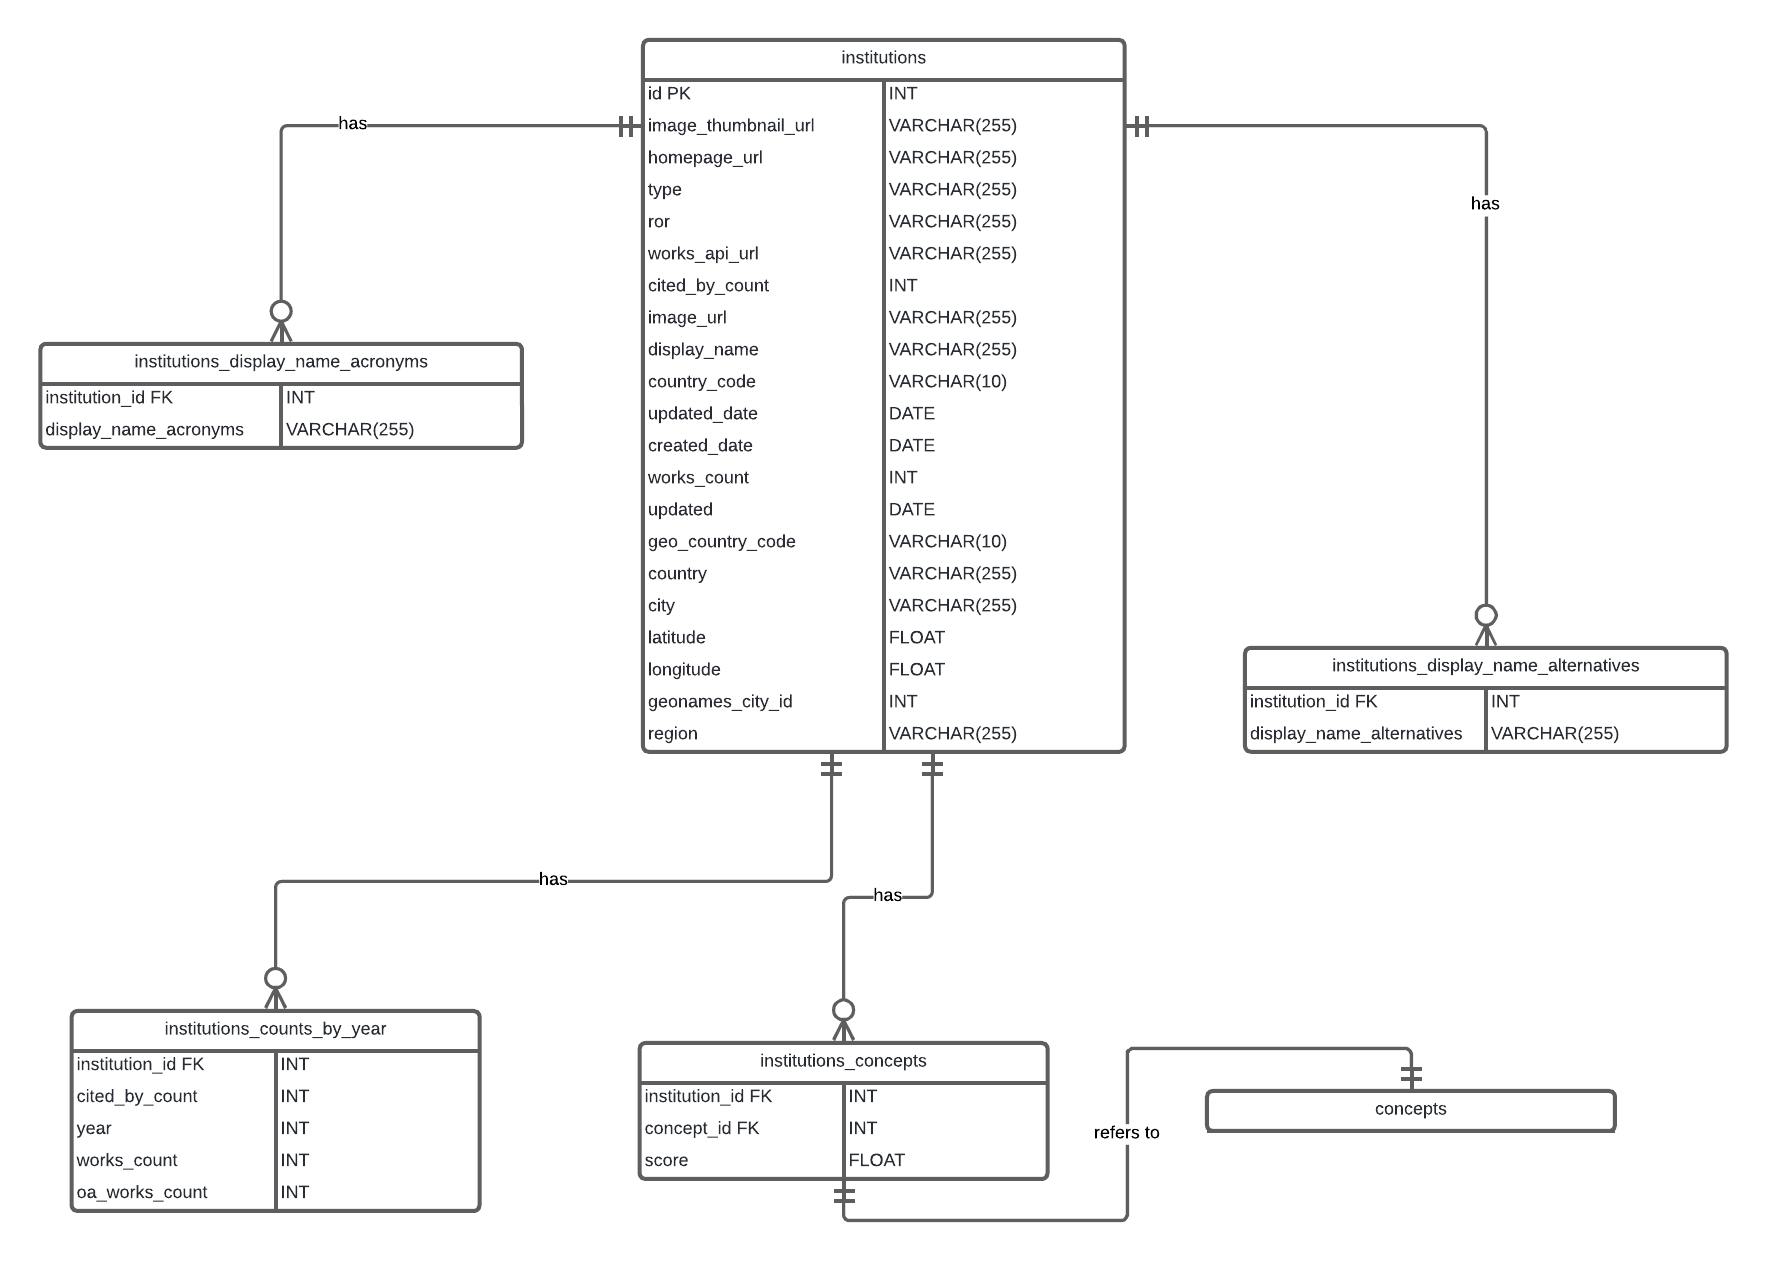 institutions
id PK INT
image_thumbnail_url VARCHAR(255)
homepage_url VARCHAR(255)
type VARCHAR(255)
ror VARCHAR(255)
works_api_url VARCHAR(255)
cited_by_count INT
image_url VARCHAR(255)
display_name VARCHAR(255)
country_code VARCHAR(10)
updated_date DATE
created_date DATE
works_count INT
updated DATE
geo_country_code VARCHAR(10)
country VARCHAR(255)
city VARCHAR(255)
latitude FLOAT
longitude FLOAT
geonames_city_id INT
region VARCHAR(255)
has
has
institutions_display_name_acronyms
institution_id FK INT
display_name_acronyms VARCHAR(255)
institutions_display_name_alternatives
institution_id FK INT
display_name_alternatives VARCHAR(255)
has
has
institutions_counts_by_year
institution_id FK INT
cited_by_count INT
year INT
works_count INT
oa_works_count INT
institutions_concepts
institution_id FK INT
concept_id FK INT
score FLOAT
refers to
concepts